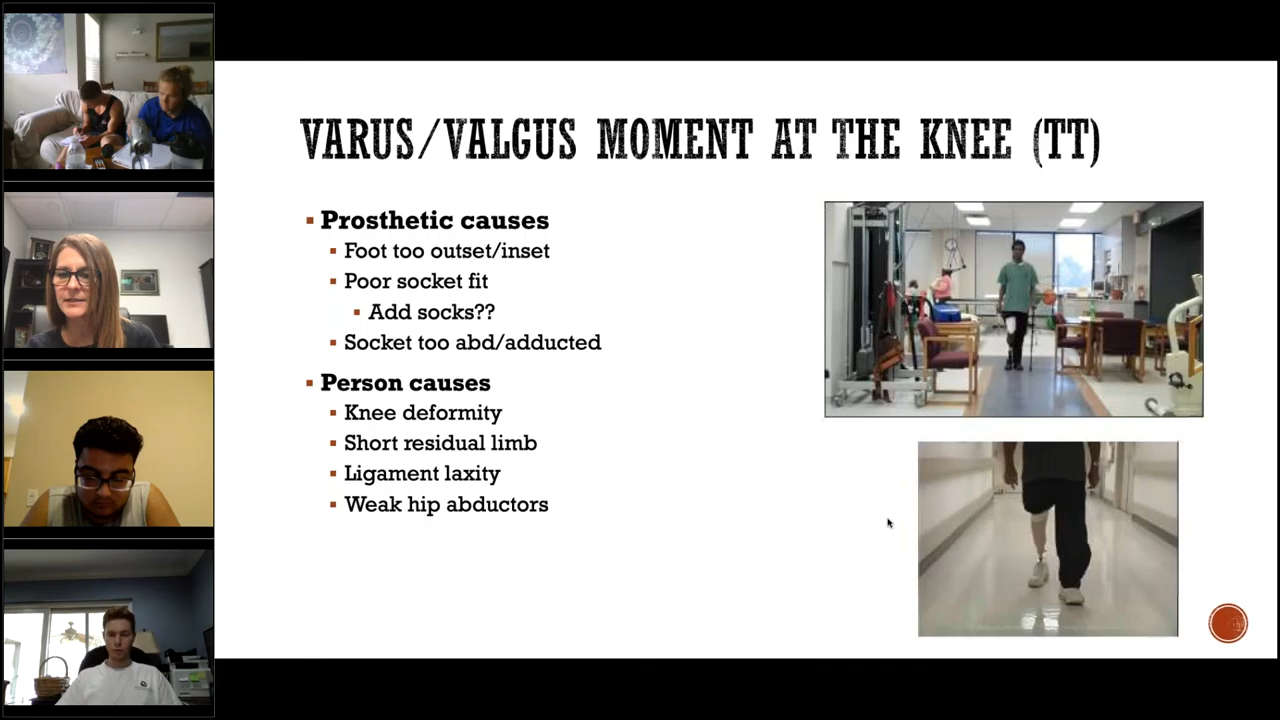 VARUS/VALGUS MOMENT AT THE KNEE (TT)
Prosthetic causes
Foot too outset/inset
Poor socket fit
Add socks??
Socket too abd/adducted
Person causes
Knee deformity
Short residual limb
Ligament laxity
Weak hip abductors